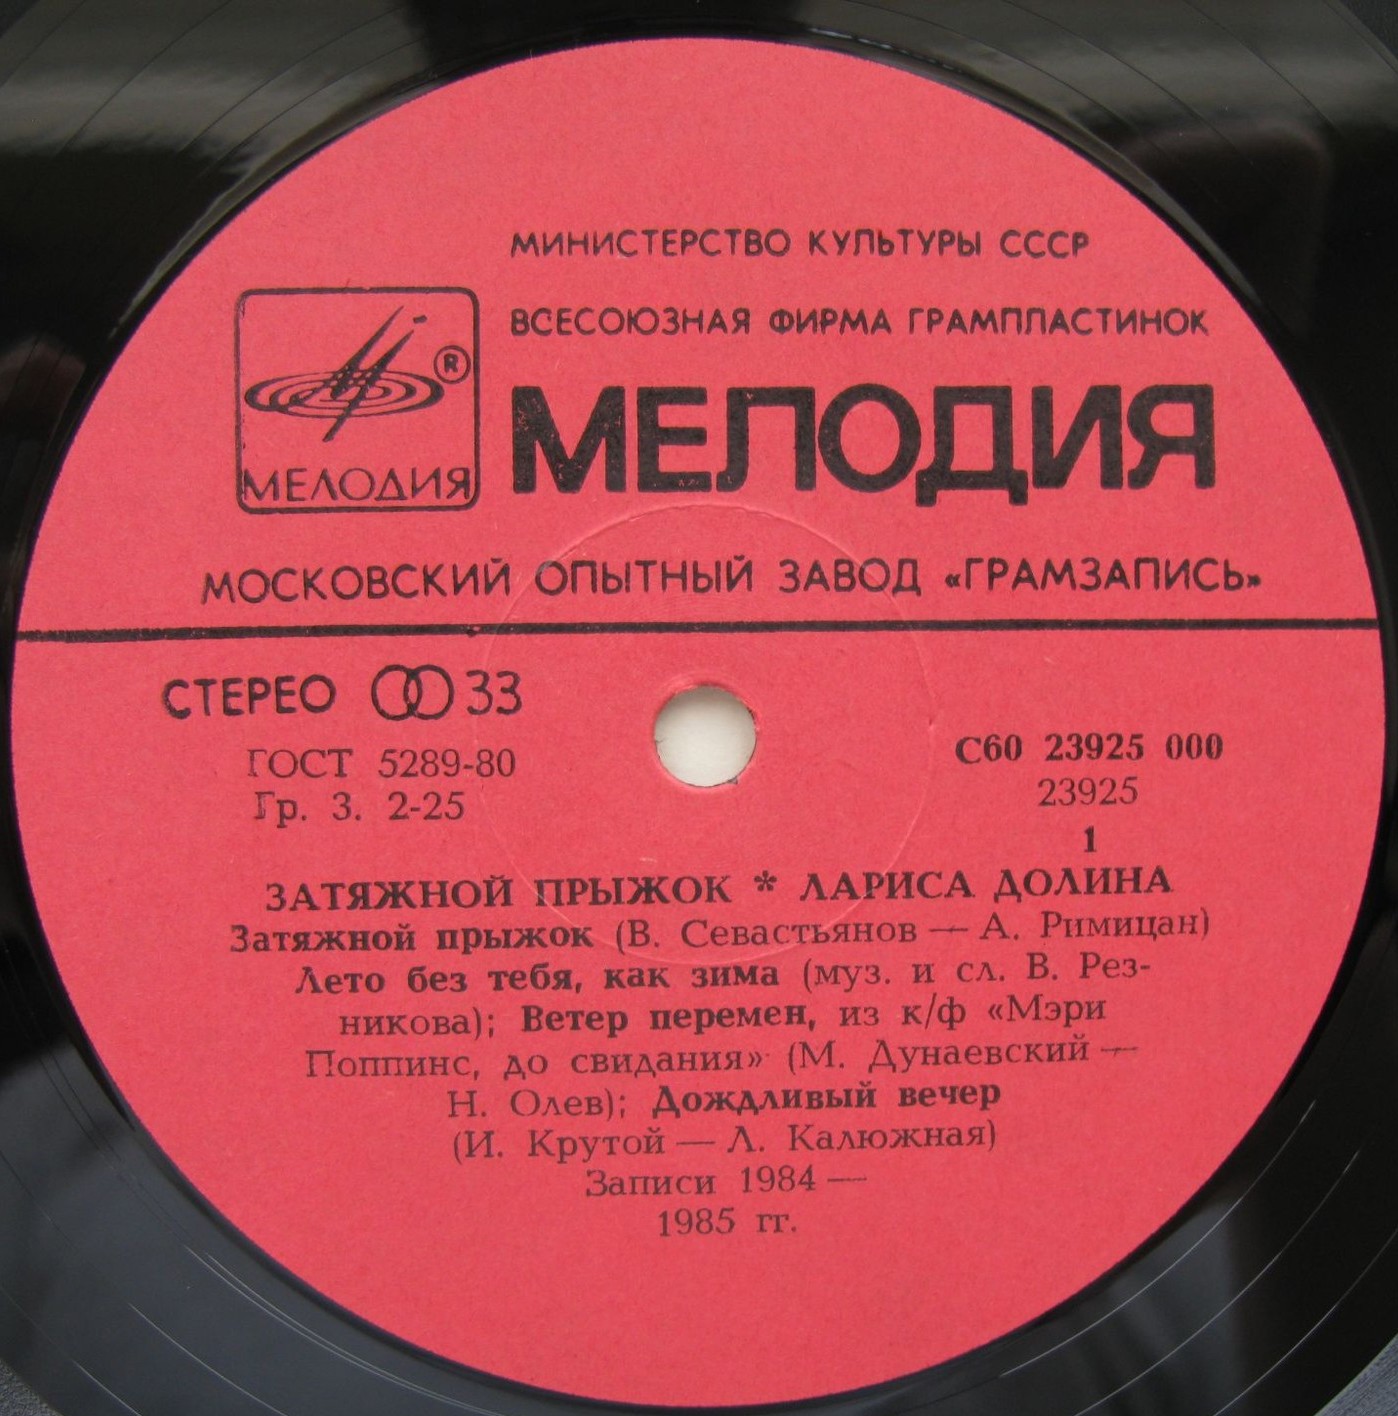 МИНИСТЕРСТВО КУЛЬТУРЫ СССР
ВСЕСОЮЗНАЯ ФИРМА ГРАМПЛАСТИНОК
®
МЕЛОДИЯ
МЕЛОДИЯ
МОСКОВСКИЙ ОПЫТНЫЙ ЗАВОД «ГРАМЗАПИСЬ»
СТЕРЕО 33
ГОСТ 5289-80
Гр. 3. 2-25
С60 23925 000
23925
1
ЗАТЯЖНОЙ ПРЫЖОК * ЛАРИСА ДОЛИНА
Затяжной прыжок (В. Севастьянов — А. Римицан)
Лето без тебя, как зима (муз. и сл. В. Рез-
никова); Ветер перемен, из к/ф «Мэри
Поппинс, до свидания» (М. Дунаевский —
Н. Олев); Дождливый вечер
(И. Крутой — Л. Калюжная)
Записи 1984 —
1985 гг.